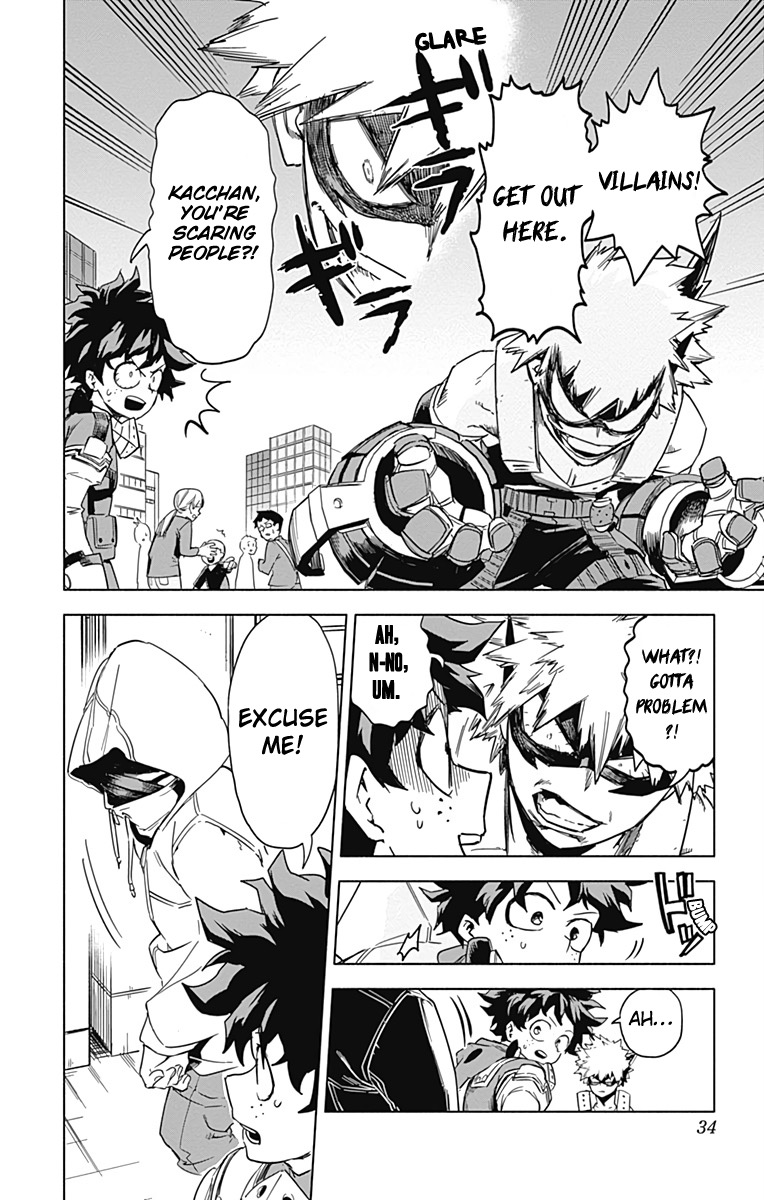 VILLAINS!
GET OUT
HERE.
GLARE
ギラギラ
KACCHAN,
YOU'RE
SCARING
PEOPLE?!
WHAT?!
GOTTA
PROBLEM
?!
AH,
N-NO,
UM.
BUMP
AH...
EXCUSE
ME!
34